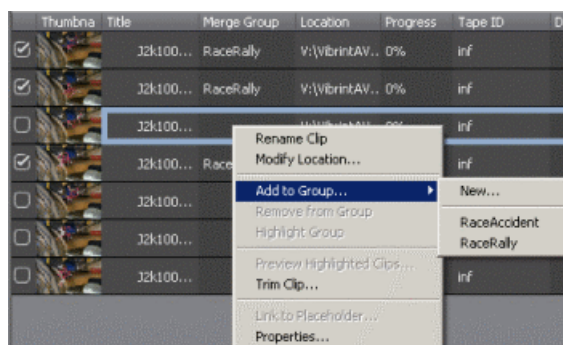 Thumbna Title Merge Group Location Progress Tape ID D
J2k100... RaceRally V:\VibrintAV... 0% inf
J2k100... RaceRally V:\VibrintAV... 0% inf
J2k100... inf
Rename Clip
Modify Location...
J2k100... Race inf
Add to Group...
New...
J2k100...
Remove from Group
RaceAccident
Highlight Group
RaceRally
J2k100...
Preview Highlighted Clips...
J2k100... inf
Trim Clip...
Link to Placeholder...
Properties...